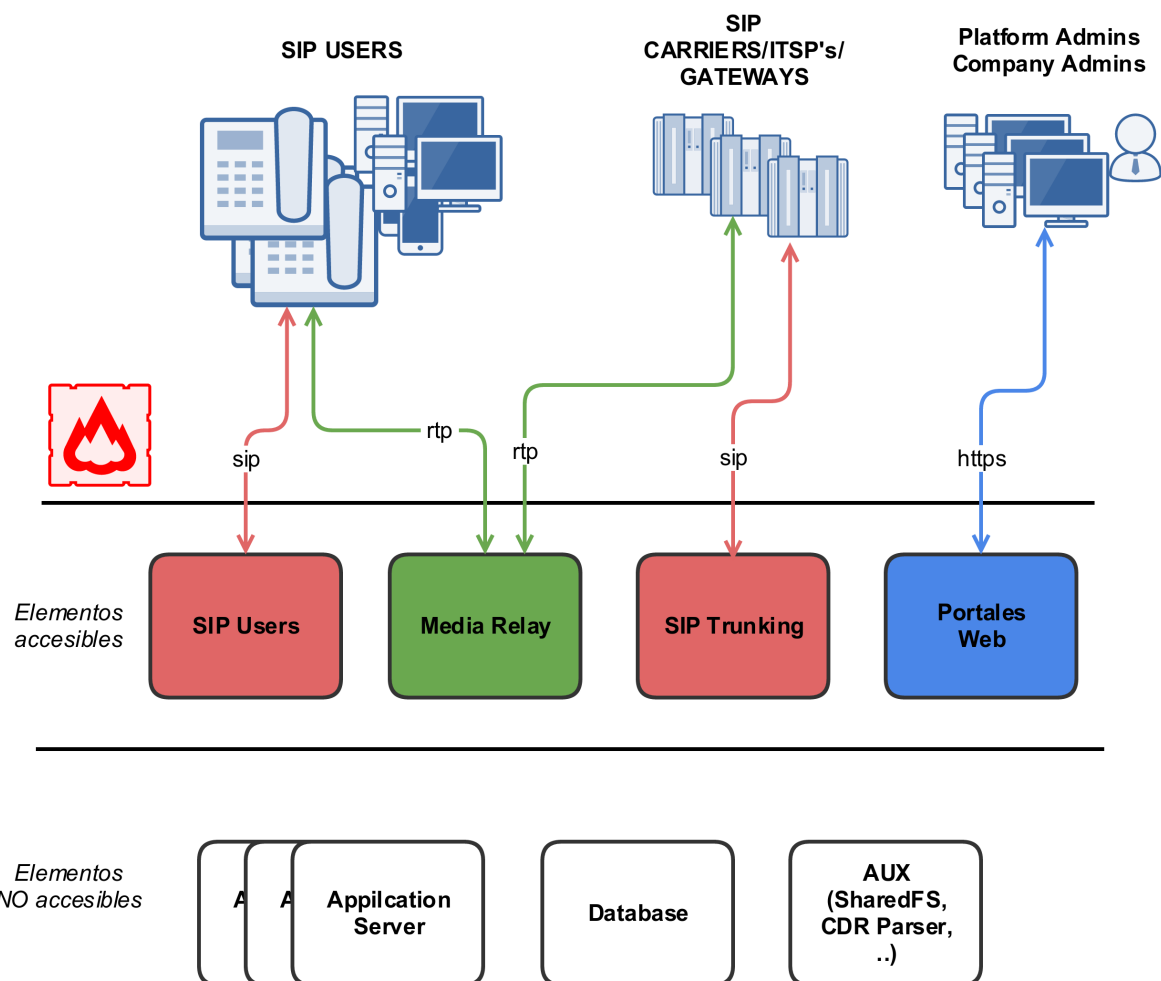 SIP USERS
SIP
CARRIERS/ITSP's/
GATEWAYS
Platform Admins
Company Admins
rtp
sip
rtp
sip
https
Elementos
accesibles
SIP Users
Media Relay
SIP Trunking
Portales
Web
Elementos
NO accesibles
A
A
Appilcation
Server
Database
AUX
(SharedFS,
CDR Parser,
..)